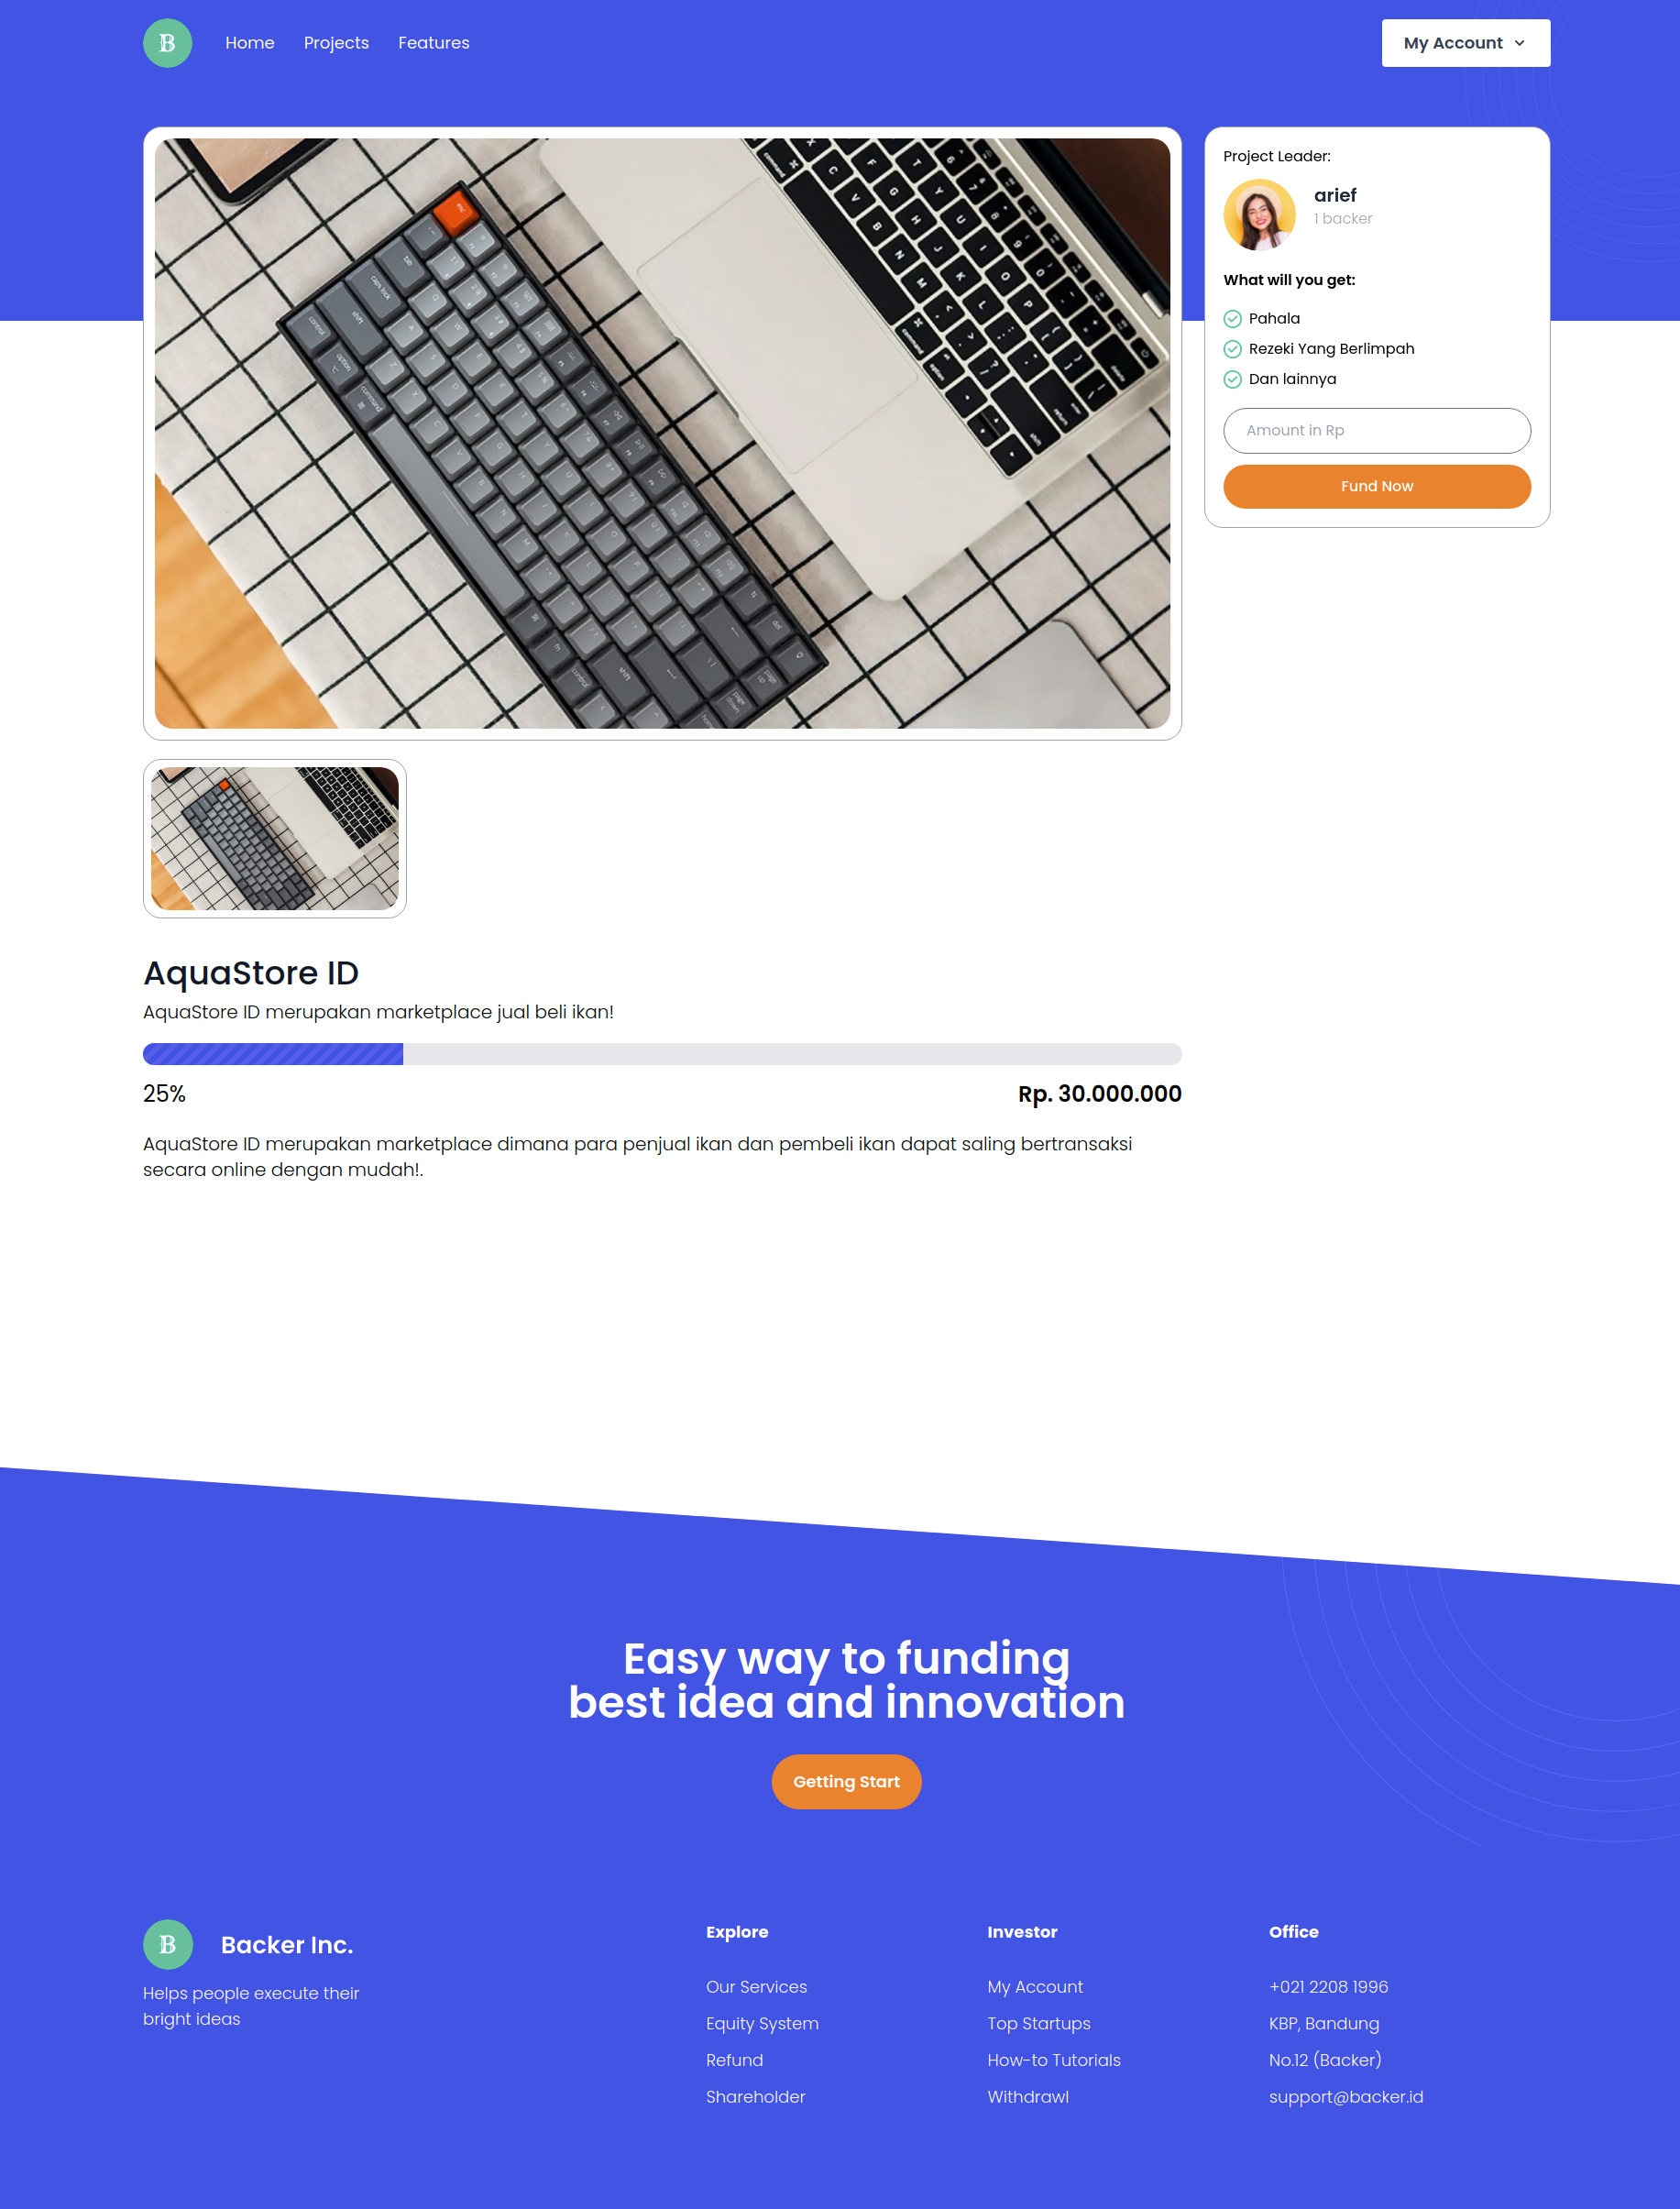 B
Home
Projects
Features
My Account
Project Leader:
arief
1 backer
What will you get:
Pahala
Rezeki Yang Berlimpah
Dan lainnya
Amount in Rp
Fund Now
AquaStore ID
AquaStore ID merupakan marketplace jual beli ikan!
25%
Rp. 30.000.000
AquaStore ID merupakan marketplace dimana para penjual ikan dan pembeli ikan dapat saling bertransaksi
secara online dengan mudah!.
Easy way to funding
best idea and innovation
Getting Start
B
Backer Inc.
Helps people execute their
bright ideas
Explore
Our Services
Equity System
Refund
Shareholder
Investor
My Account
Top Startups
How-to Tutorials
Withdrawl
Office
+021 2208 1996
KBP, Bandung
No.12 (Backer)
support@backer.id